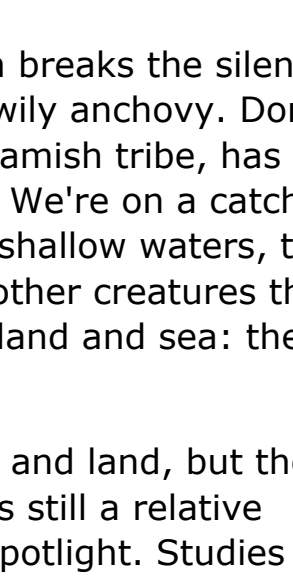 breaks the silen
wily anchovy. Do
amish tribe, has
We're on a catch
shallow waters, t
other creatures th
land and sea: the
and land, but the
s still a relative
potlight. Studies